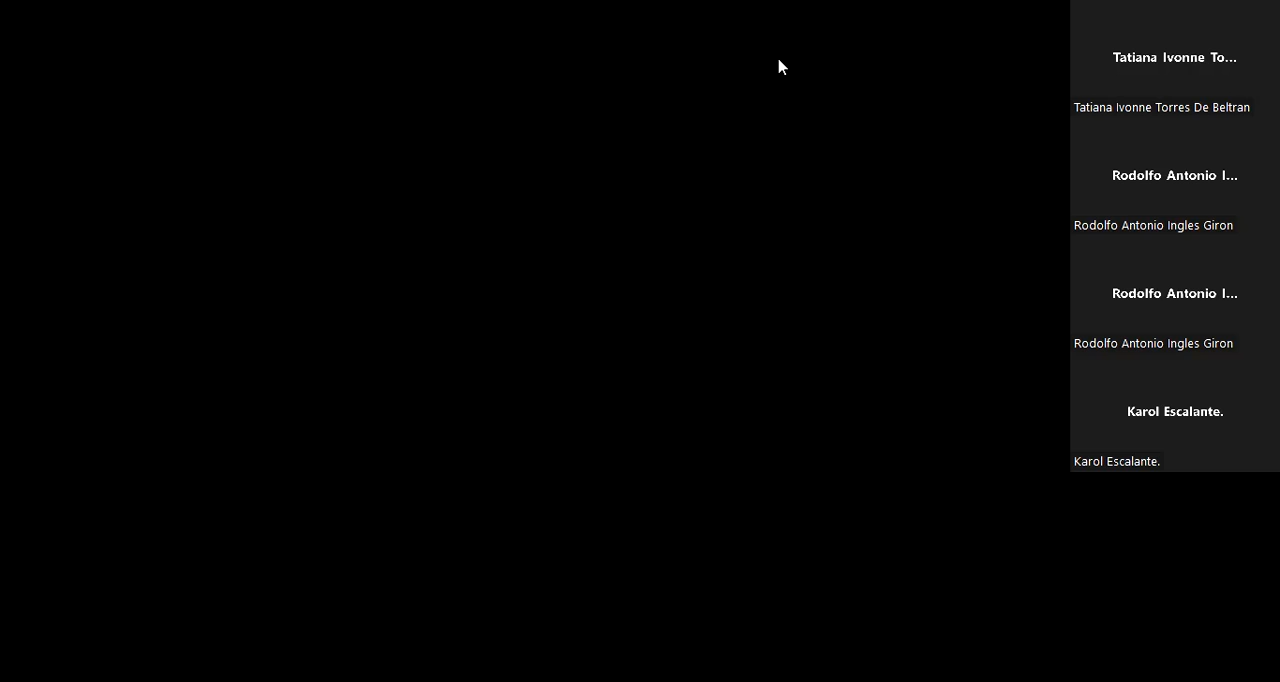 Tatiana Ivonne To...
Tatiana Ivonne Torres De Beltran
Rodolfo Antonio I...
Rodolfo Antonio Ingles Giron
Rodolfo Antonio I...
Rodolfo Antonio Ingles Giron
Karol Escalante.
Karol Escalante.